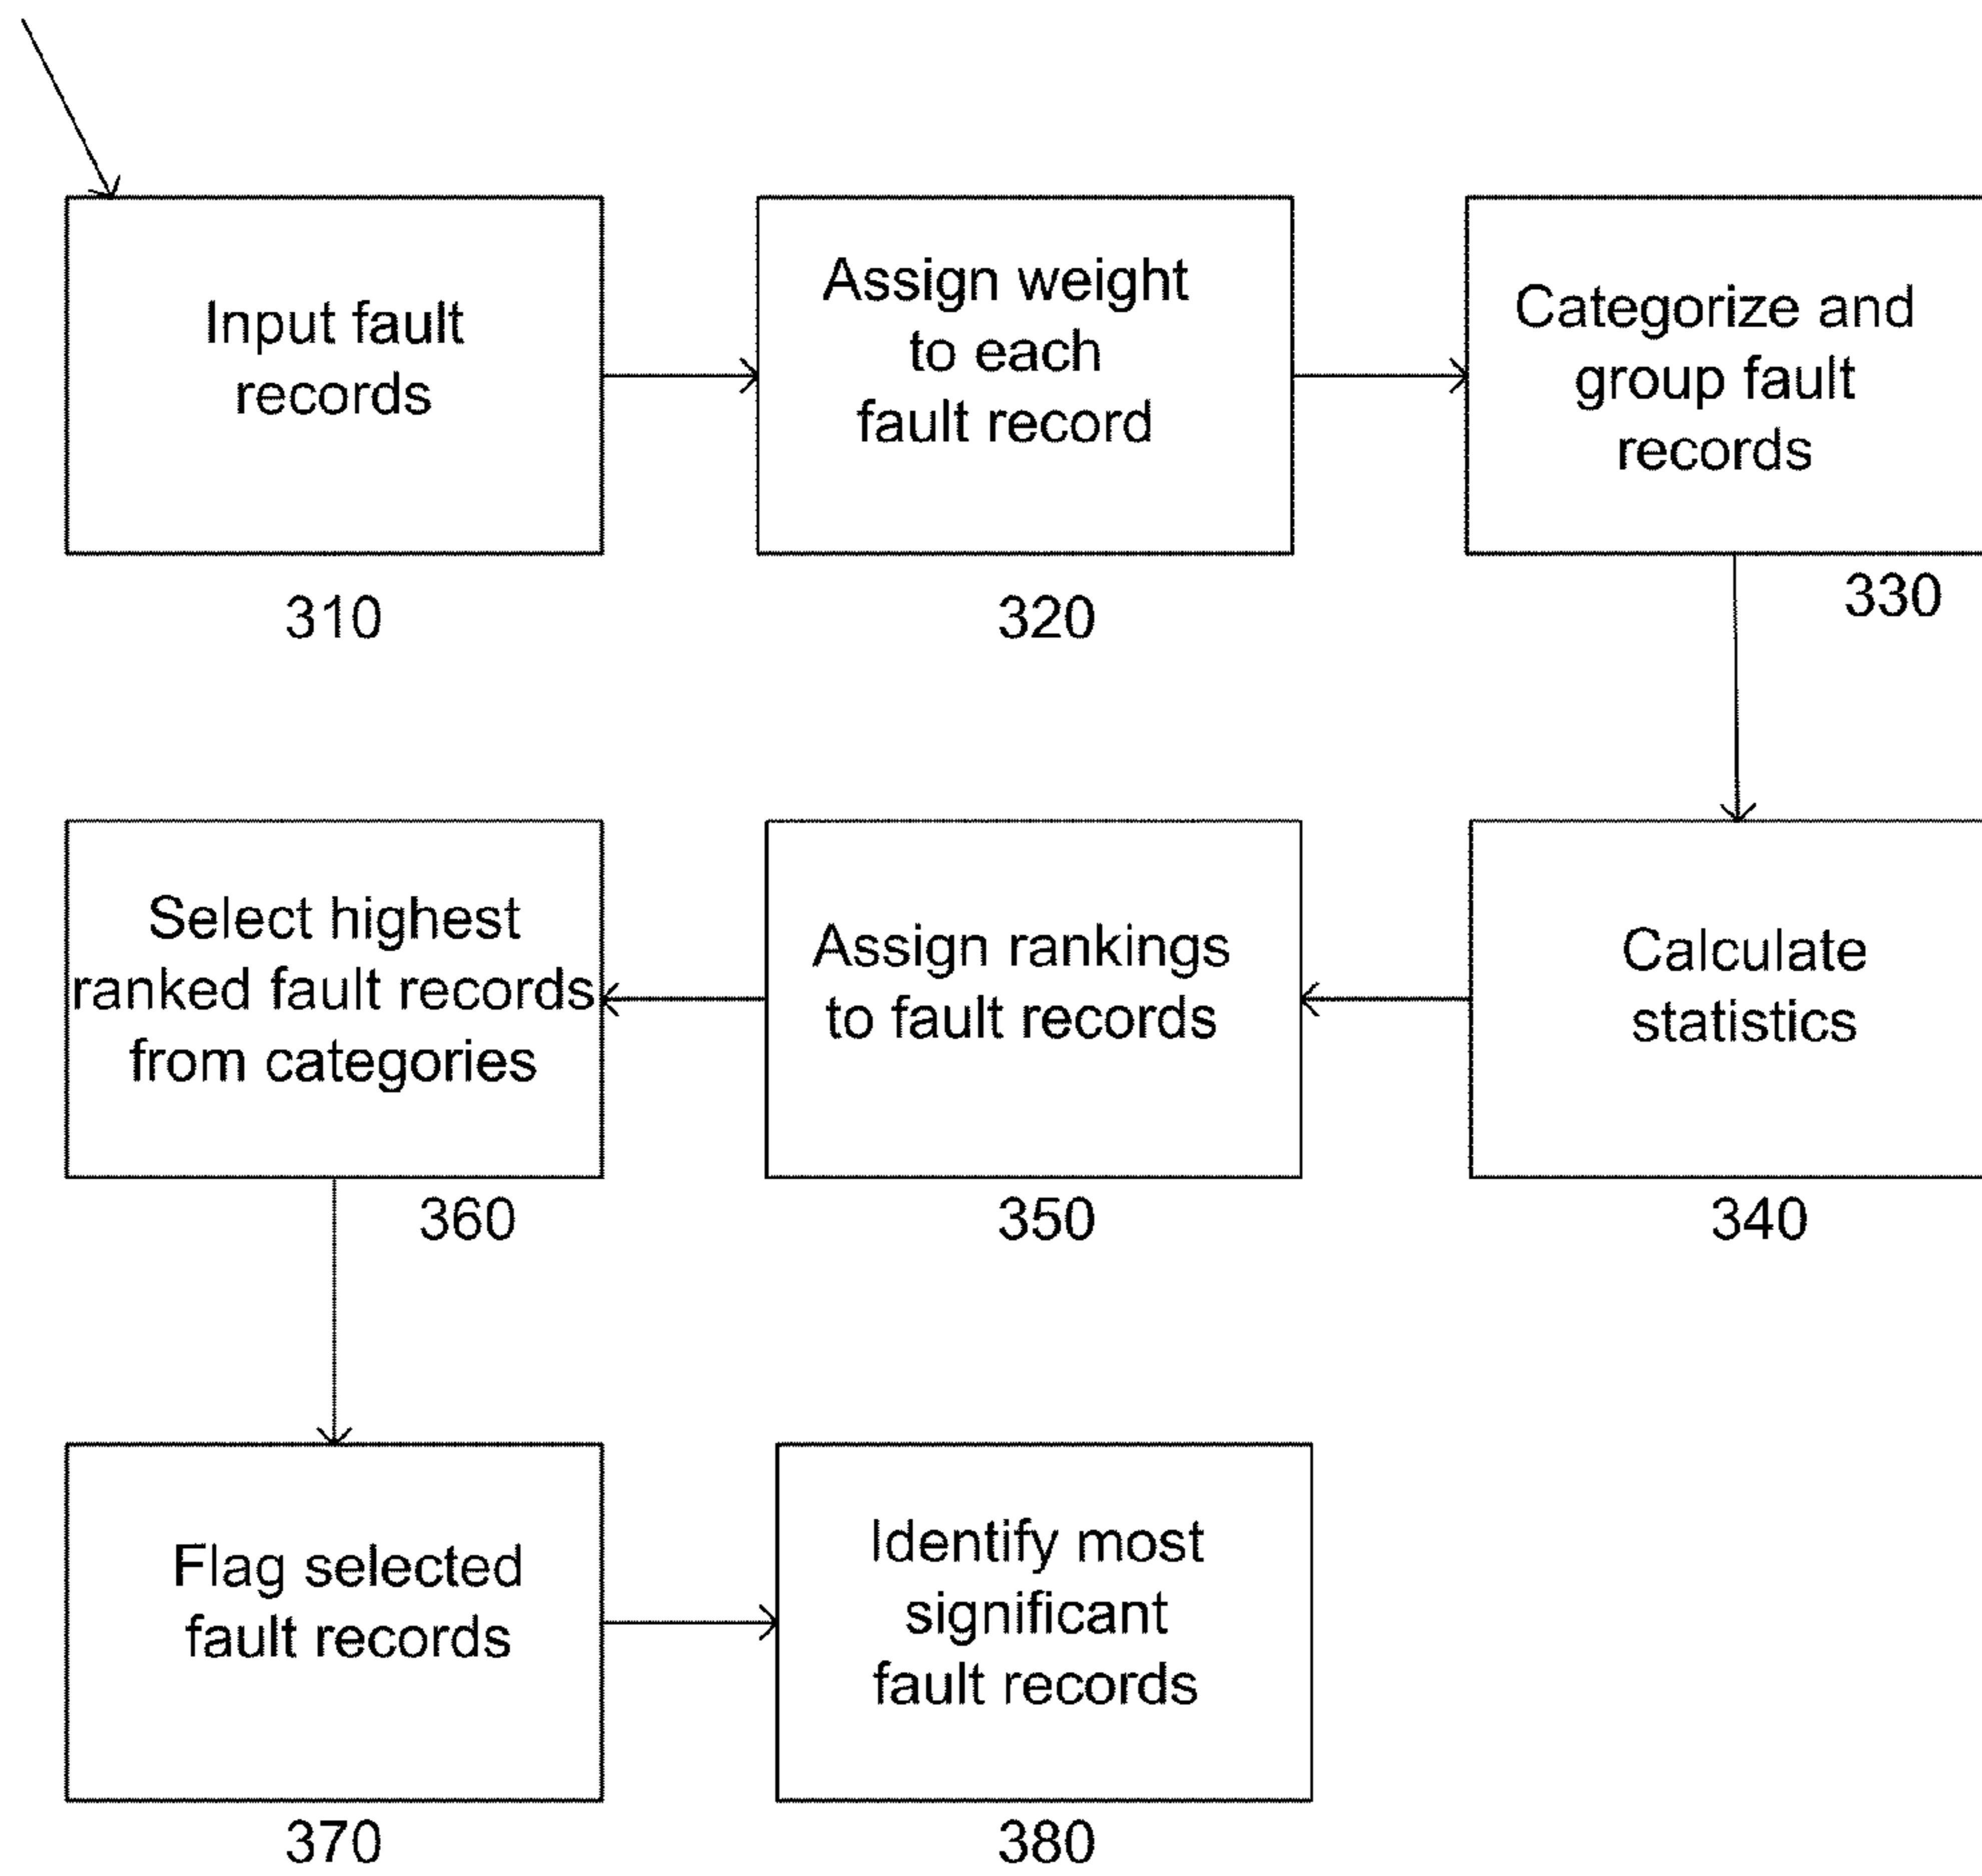 Input fault
records
310
Assign weight
to each
fault record
320
Categorize and
group fault
records
330
Calculate
statistics
340
Assign rankings
to fault records
350
Select highest
ranked fault records
from categories
360
Flag selected
fault records
370
Identify most
significant
fault records
380